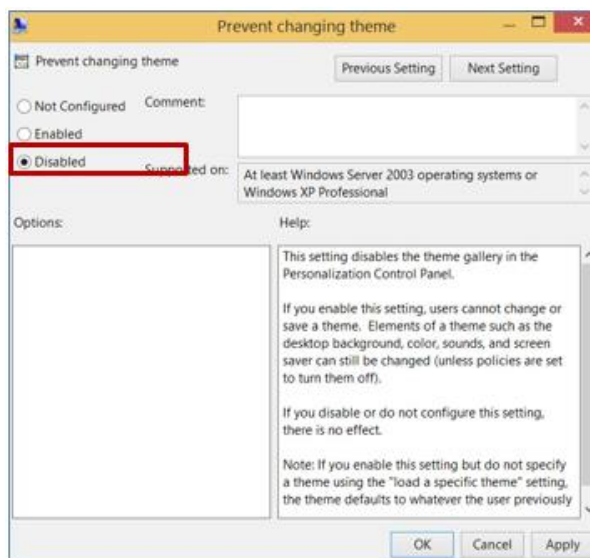 Prevent changing theme
Prevent changing theme
Previous Setting
Next Setting
Not Configured
Comment:
Enabled
Disabled
Supported on:
At least Windows Server 2003 operating systems or
Windows XP Professional
Options:
Help:
This setting disables the theme gallery in the
Personalization Control Panel.
If you enable this setting, users cannot change or
save a theme.  Elements of a theme such as the
desktop background, color, sounds, and screen
saver can still be changed (unless policies are set
to turn them off).
If you disable or do not configure this setting,
there is no effect.
Note: If you enable this setting but do not specify
a theme using the "load a specific theme" setting,
the theme defaults to whatever the user previously
OK
Cancel
Apply